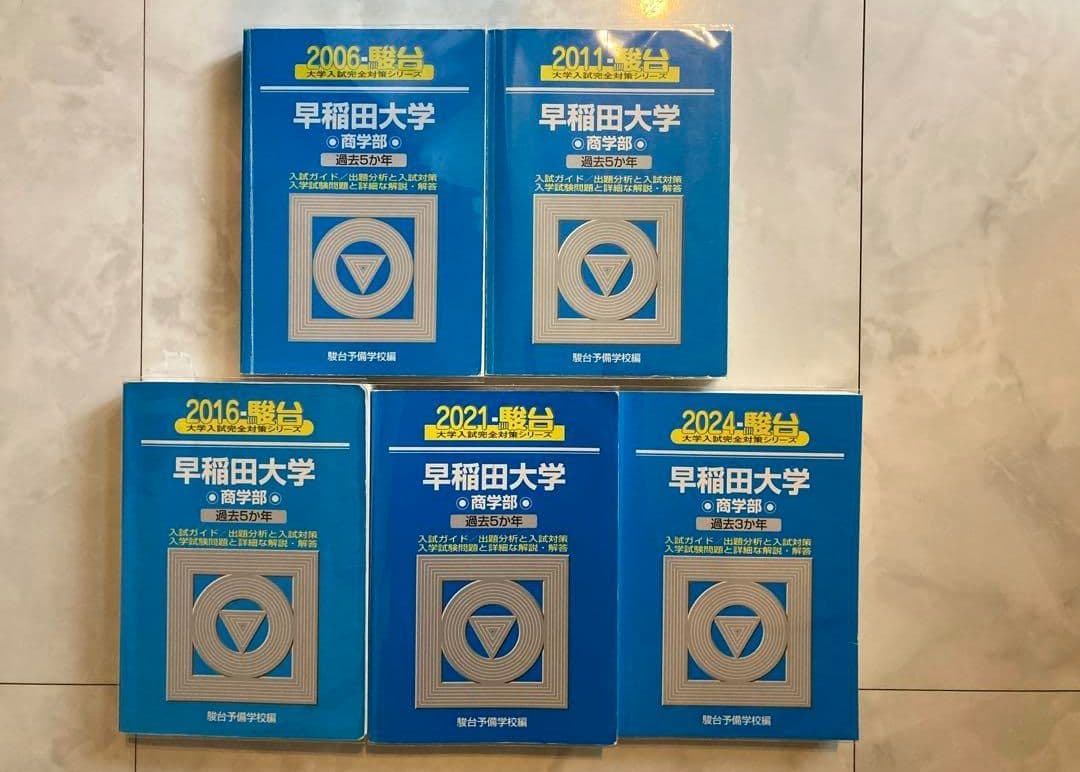 2006-駿台
大学入試完全対策シリーズ
早稲田大学
商学部
過去5か年
入試ガイド/出題分析と入試対策
入学試験問題と詳細な解説・解答
駿台予備学校編
2011-駿台
大学入試完全対策シリーズ
早稲田大学
商学部
過去5か年
入試ガイド/出題分析と入試対策
入学試験問題と詳細な解説・解答
駿台予備学校編
2016-駿台
大学入試完全対策シリーズ
早稲田大学
商学部
過去5か年
入試ガイド/出題分析と入試対策
入学試験問題と詳細な解説・解答
駿台予備学校編
2021-駿台
大学入試完全対策シリーズ
早稲田大学
商学部
過去5か年
入試ガイド/出題分析と入試対策
入学試験問題と詳細な解説・解答
駿台予備学校編
2024-駿台
大学入試完全対策シリーズ
早稲田大学
商学部
過去3か年
入試ガイド/出題分析と入試対策
入学試験問題と詳細な解説・解答
駿台予備学校編